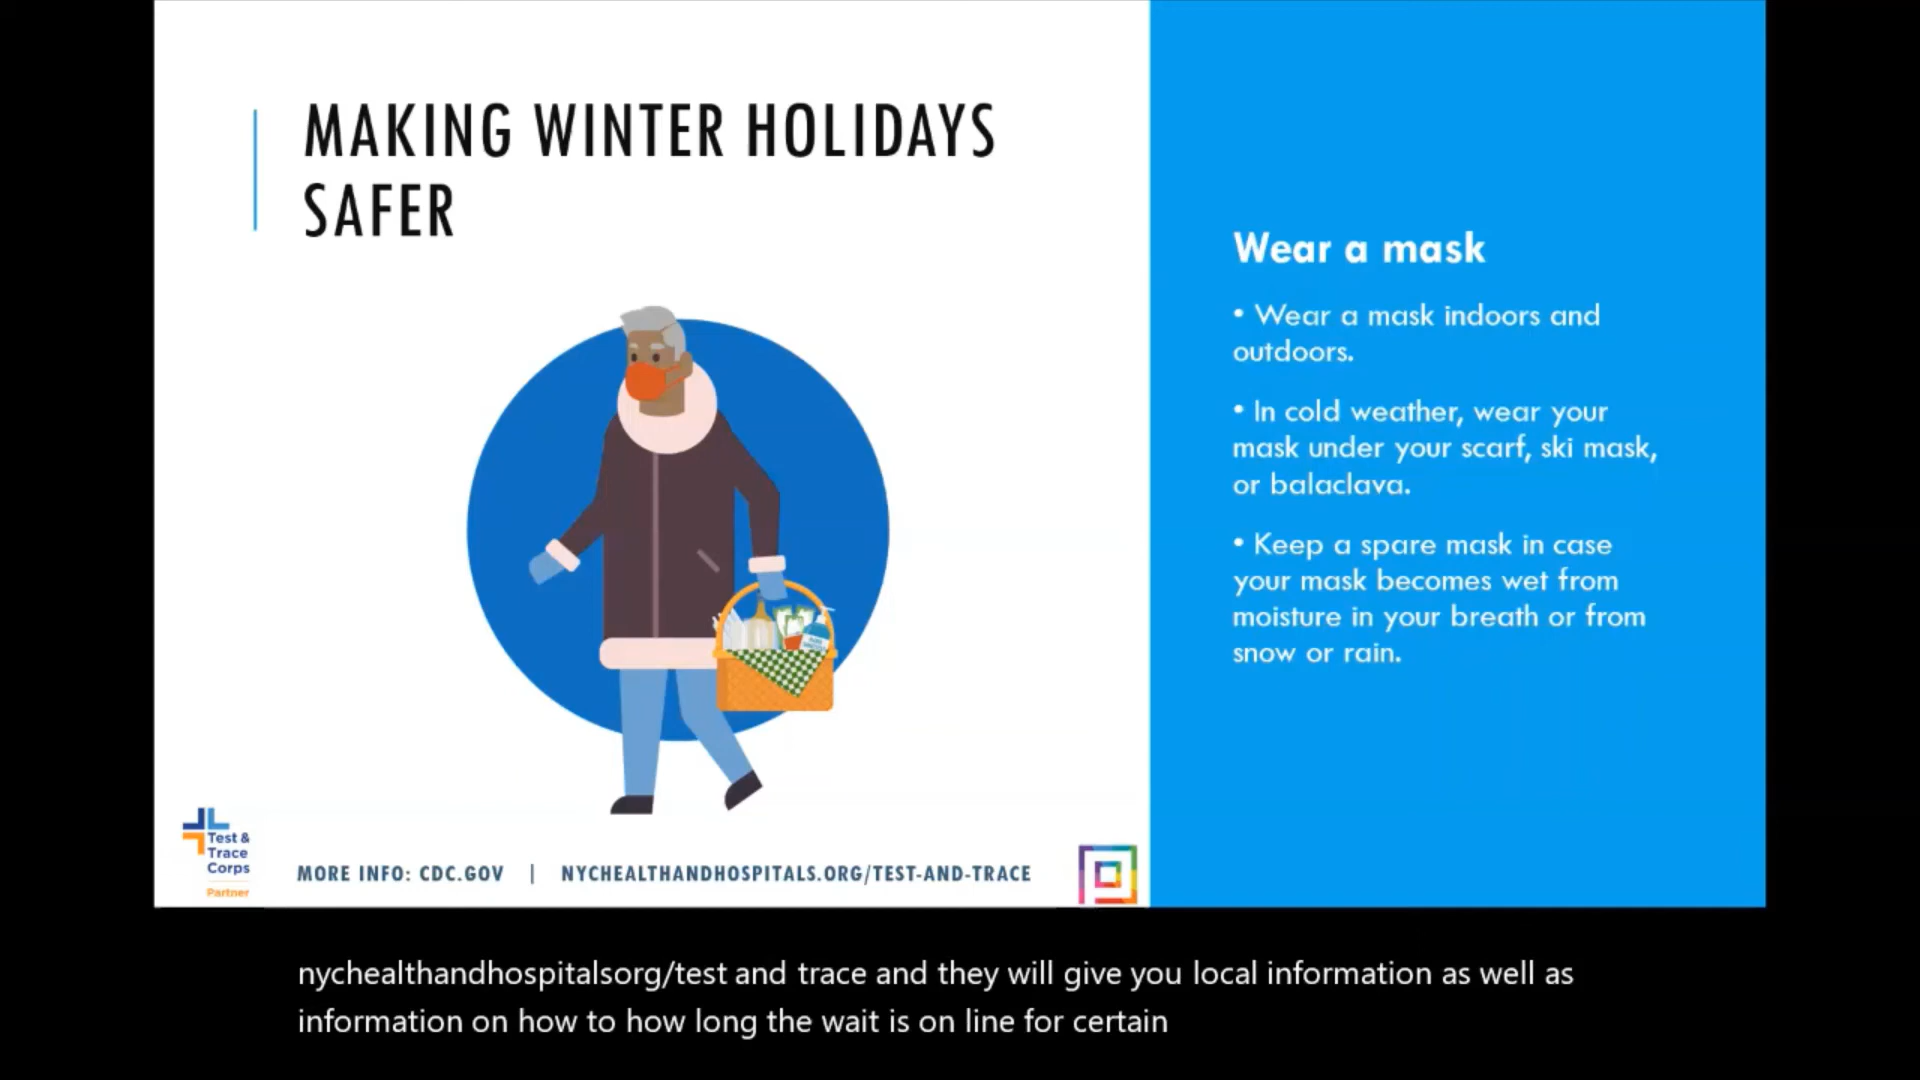 MAKING WINTER HOLIDAYS
SAFER
Wear a mask
• Wear a mask indoors and
outdoors.
• In cold weather, wear your
mask under your scarf, ski mask,
or balaclava.
• Keep a spare mask in case
your mask becomes wet from
moisture in your breath or from
snow or rain.
Test &
Trace
Corps
Partner
MORE INFO: CDC.GOV | NYCHEALTHANDHOSPITALS.ORG/TEST-AND-TRACE
nychealthandhospitalsorg/test and trace and they will give you local information as well as
information on how to how long the wait is on line for certain